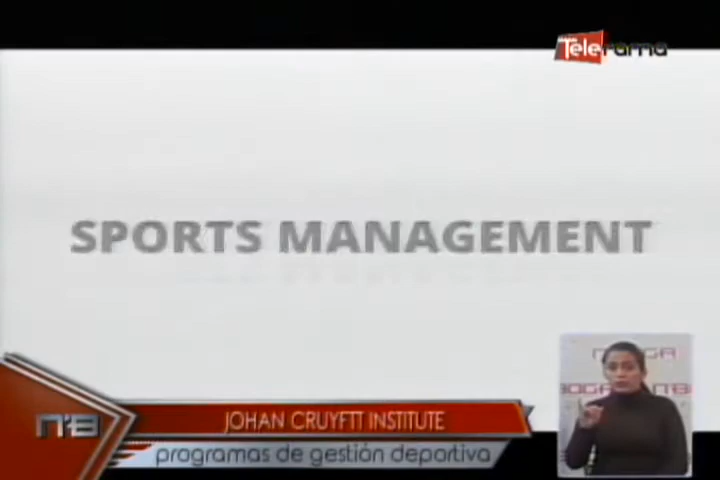 Telerama
SPORTS MANAGEMENT
N'B
JOHAN CRUYFTT INSTITUTE
programas de gestión deportiva